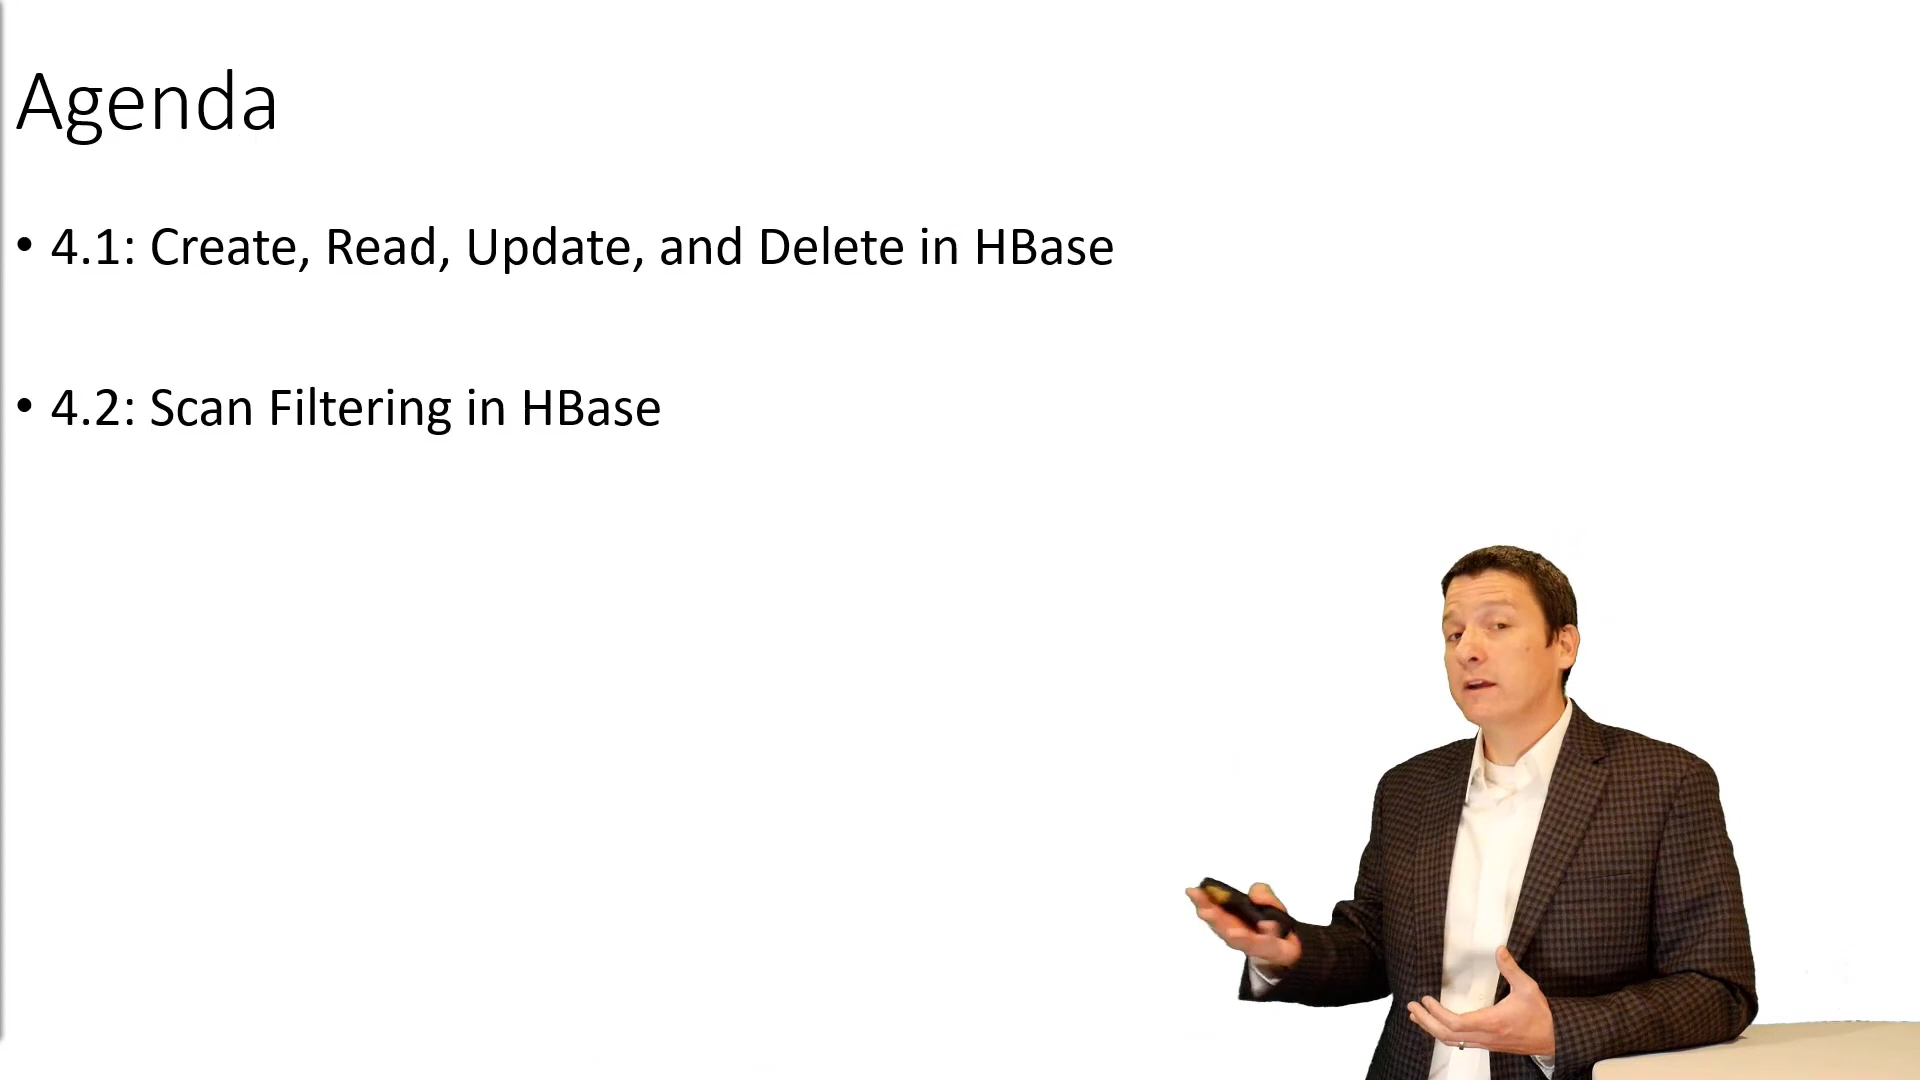 Agenda
• 4.1: Create, Read, Update, and Delete in HBase
• 4.2: Scan Filtering in HBase